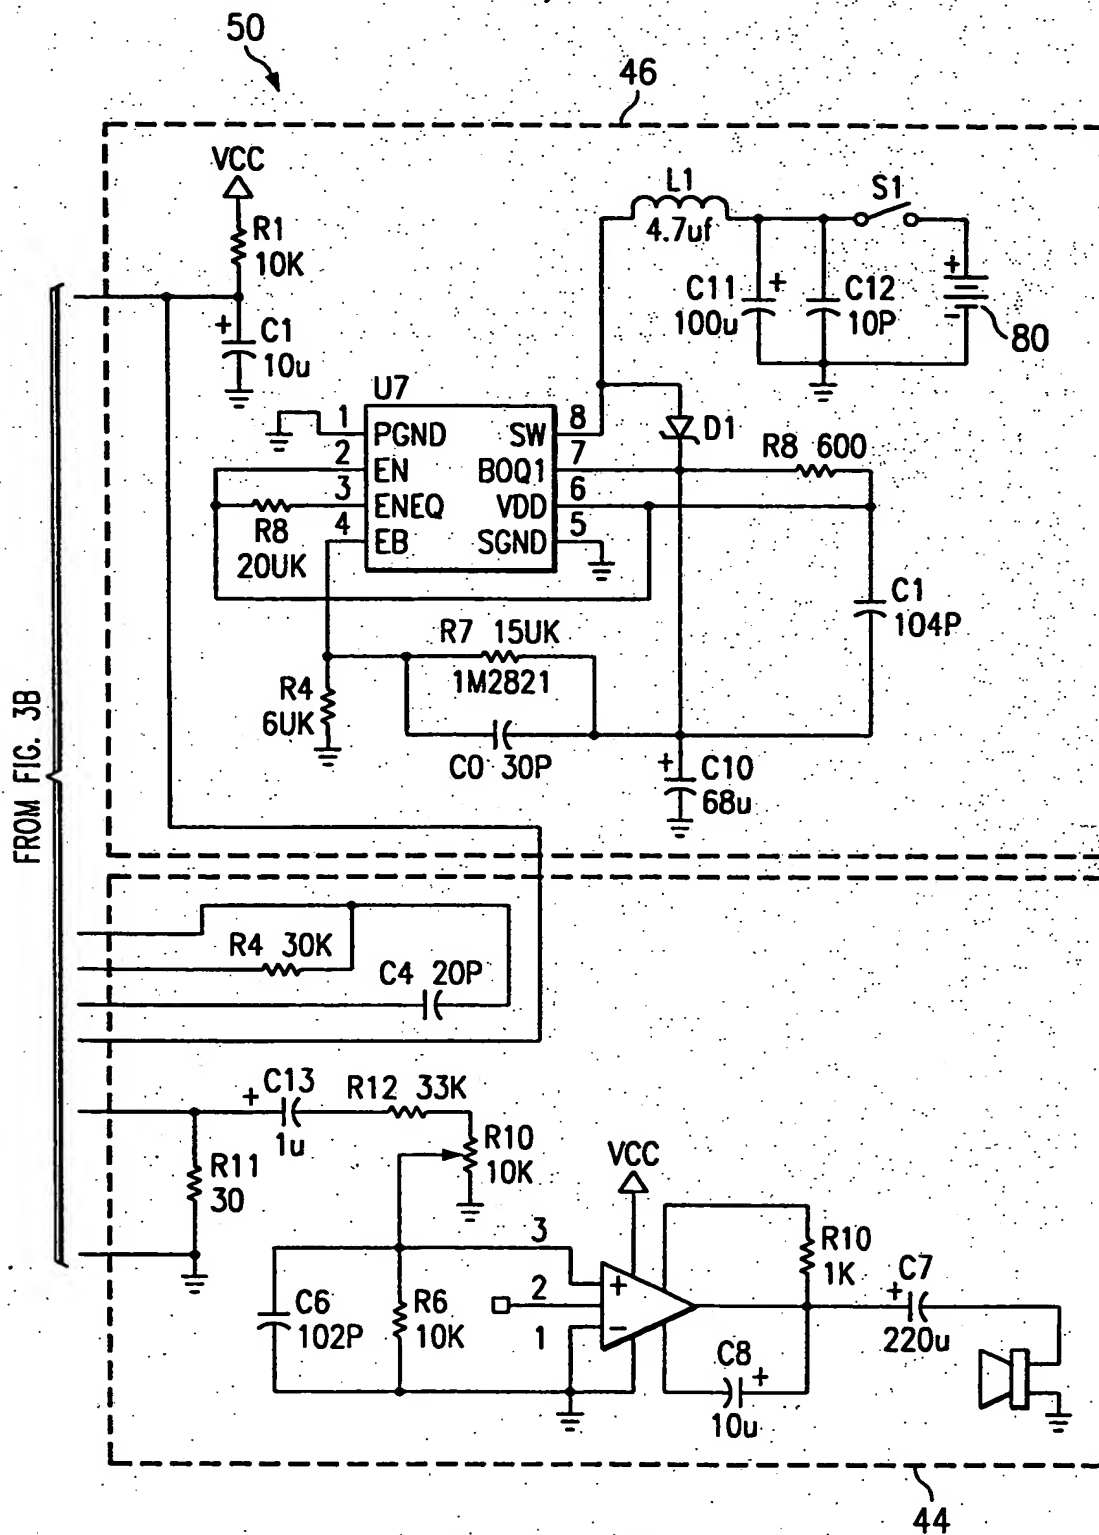 50
46
VCC
R1
10K
L1
4.7uf
S1
+
C11
100u
C12
10P
+
-
80
+
C1
10u
U7
1
2
3
4
PGND
EN
ENEQ
EB
SW
BOQ1
VDD
SGND
8
7
6
5
D1
R8 600
R8
20UK
C1
104P
R7 15UK
1M2821
R4
6UK
C0 30P
+
C10
68u
FROM FIG. 3B
R4 30K
C4 20P
+
C13
1u
R12 33K
R10
10K
R11
30
VCC
3
2
1
+
-
R10
1K
C6
102P
R6
10K
+
C7
220u
C8
+
10u
44